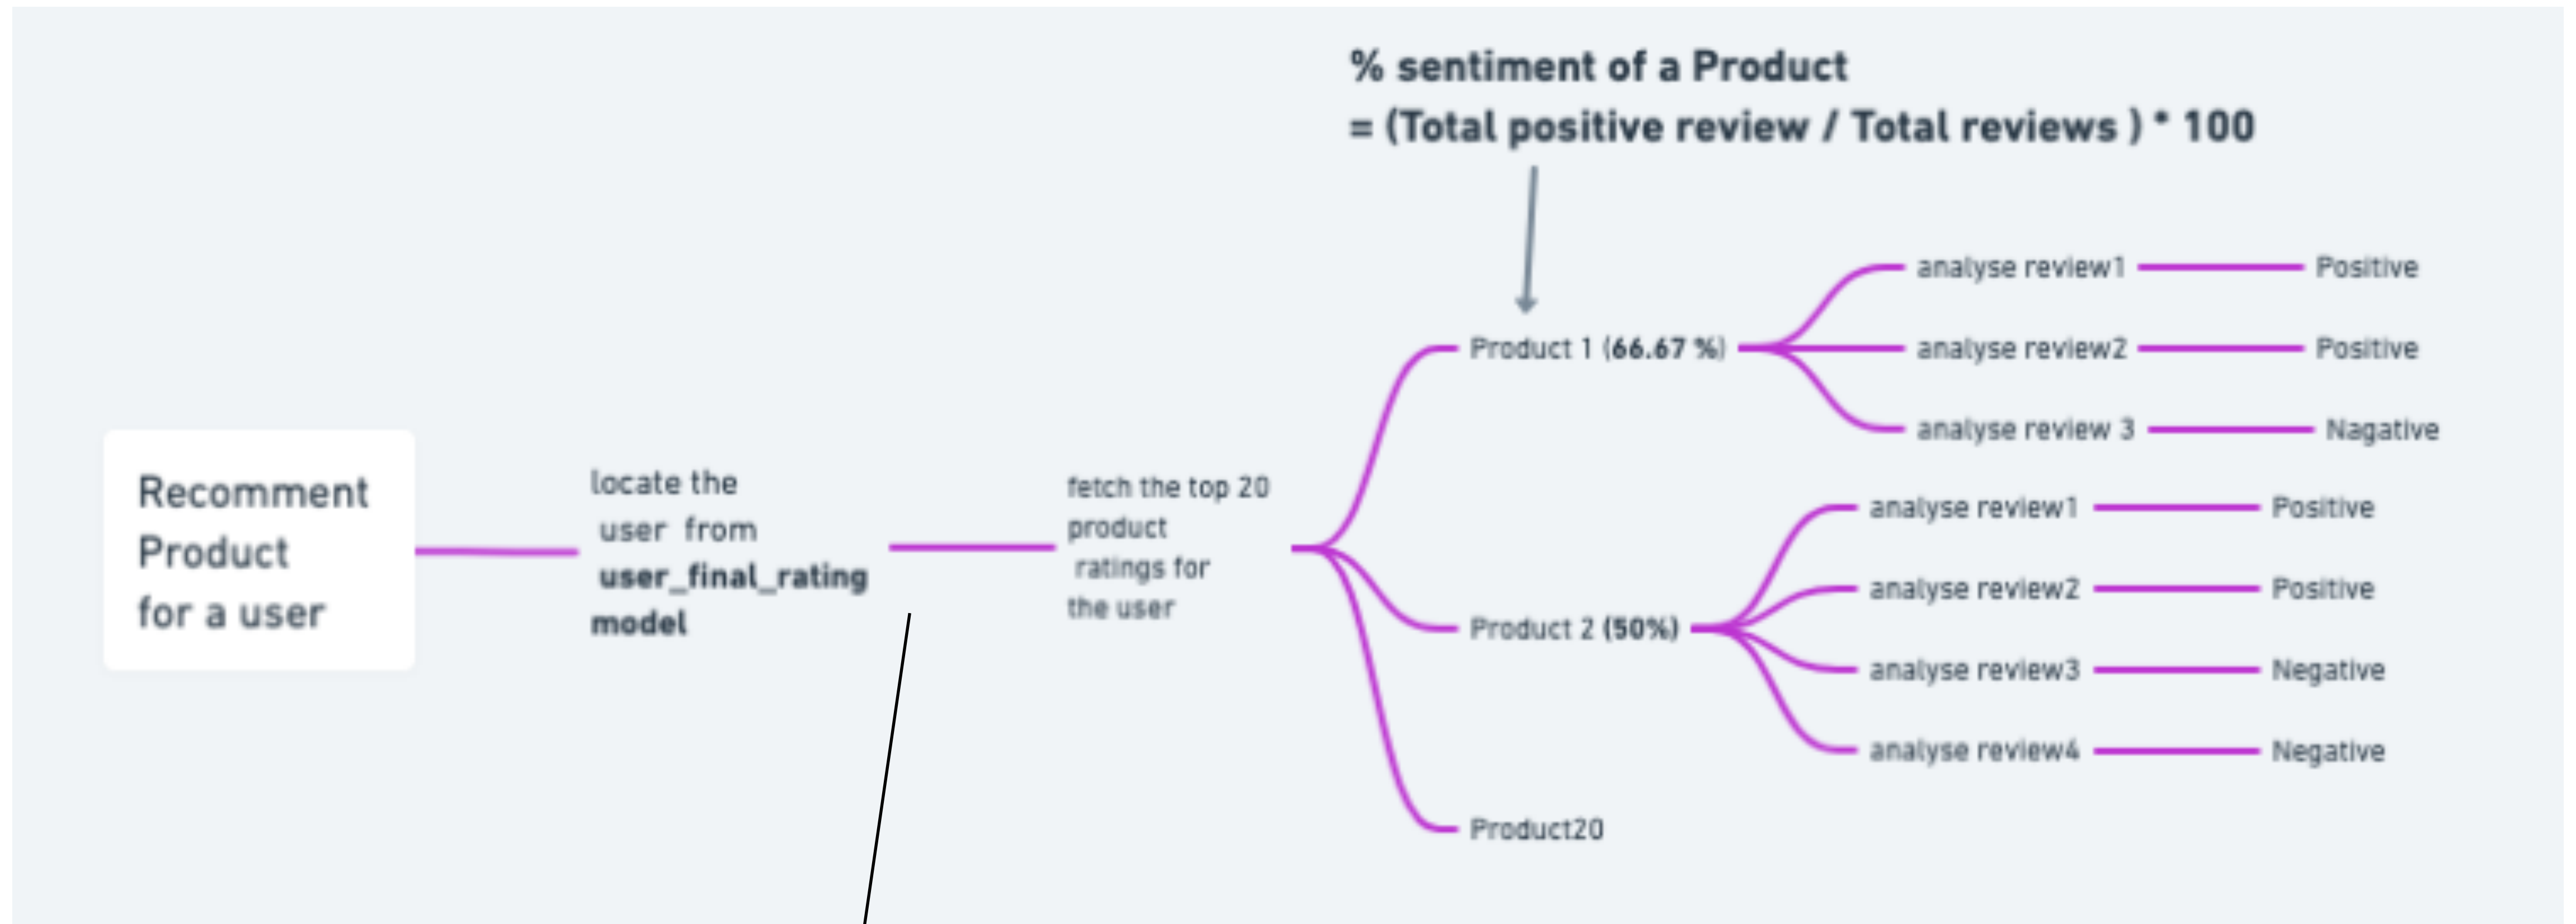 % sentiment of a Product
= (Total positive review / Total reviews ) * 100
Recomment
Product
for a user
locate the
user from
user_final_rating
model
fetch the top 20
product
ratings for
the user
Product 1 (66.67 %)
analyse review1
Positive
analyse review2
Positive
analyse review 3
Nagative
Product 2 (50%)
analyse review1
Positive
analyse review2
Positive
analyse review3
Negative
analyse review4
Negative
Product20